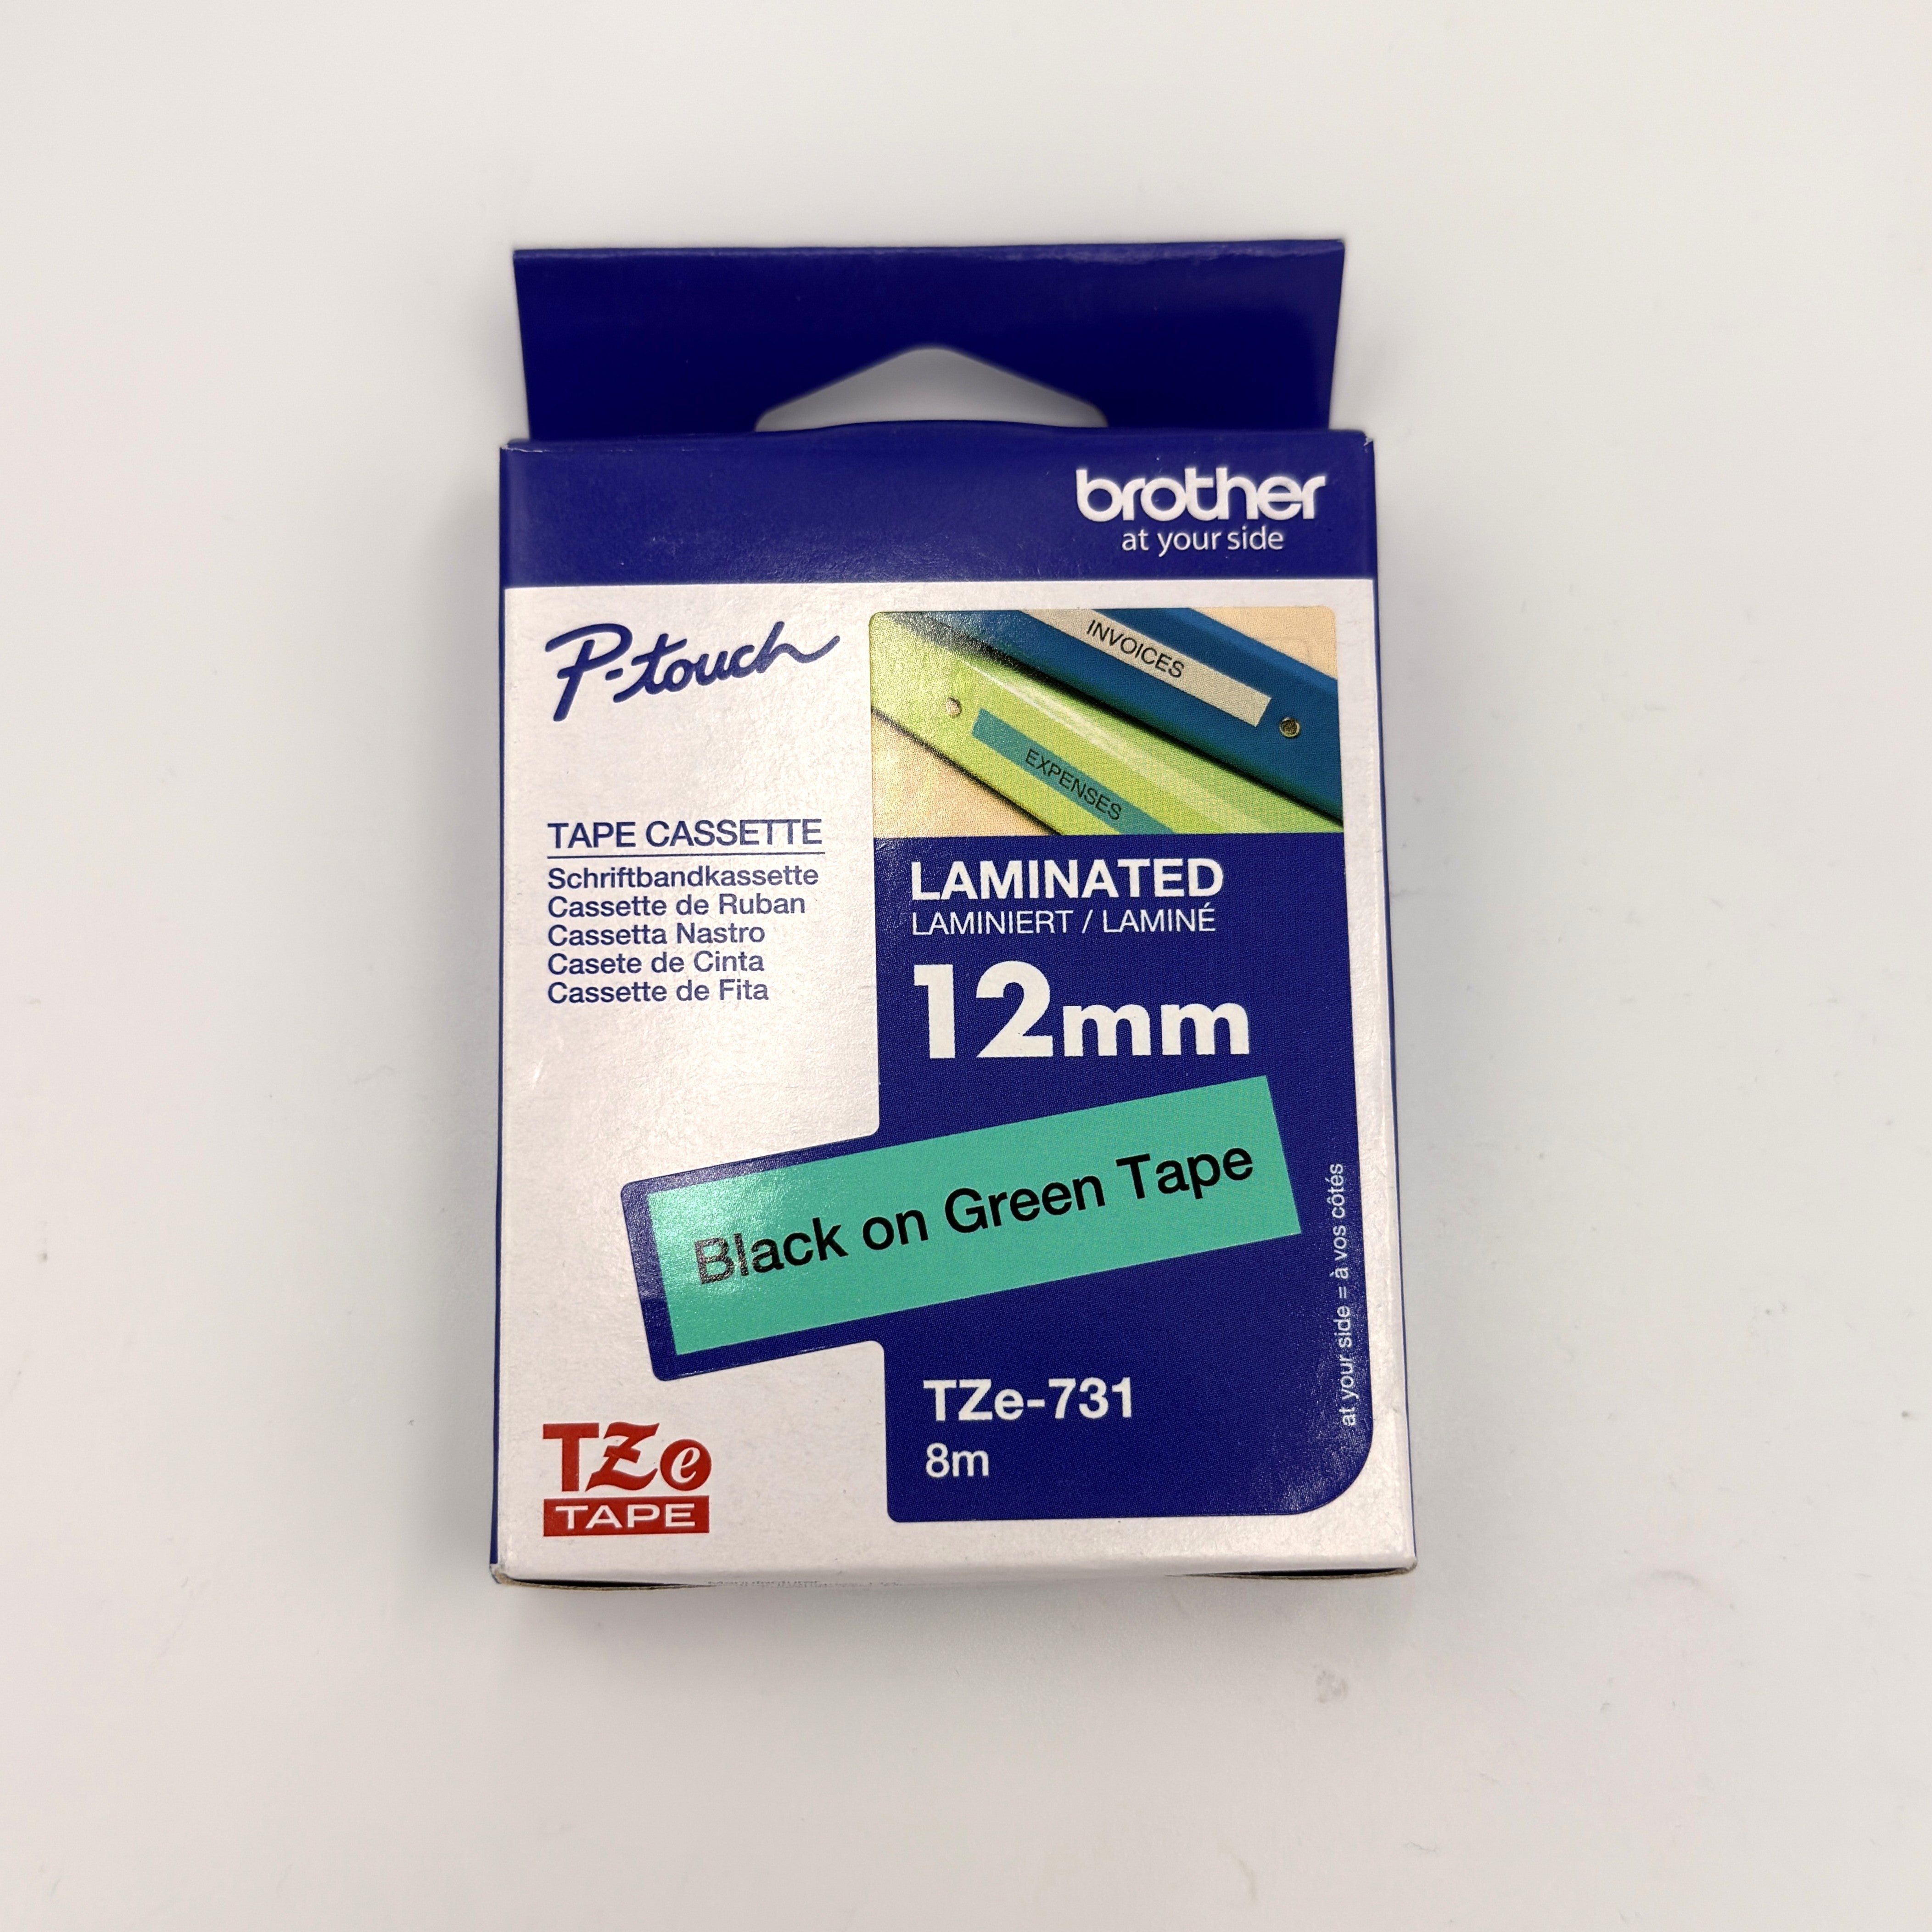 brother
at your side
P-touch
INVOICES
EXPENSES
TAPE CASSETTE
Schriftbandkassette
Cassette de Ruban
Cassetta Nastro
Casete de Cinta
Cassette de Fita
LAMINATED
LAMINIERT / LAMINÉ
12mm
Black on Green Tape
TZe-731
8m
at your side = à vos côtés
TZe
TAPE